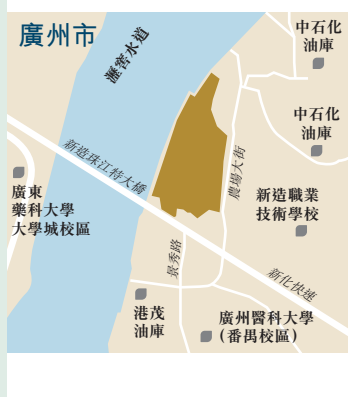 廣州市
瀝窖水道
中石化
油庫
中石化
油庫
新造珠江特大橋
農場大街
廣東
藥科大學
大學城校區
新造職業
技術學校
景秀路
新化快速
港茂
油庫
廣州醫科大學
(番禺校區)